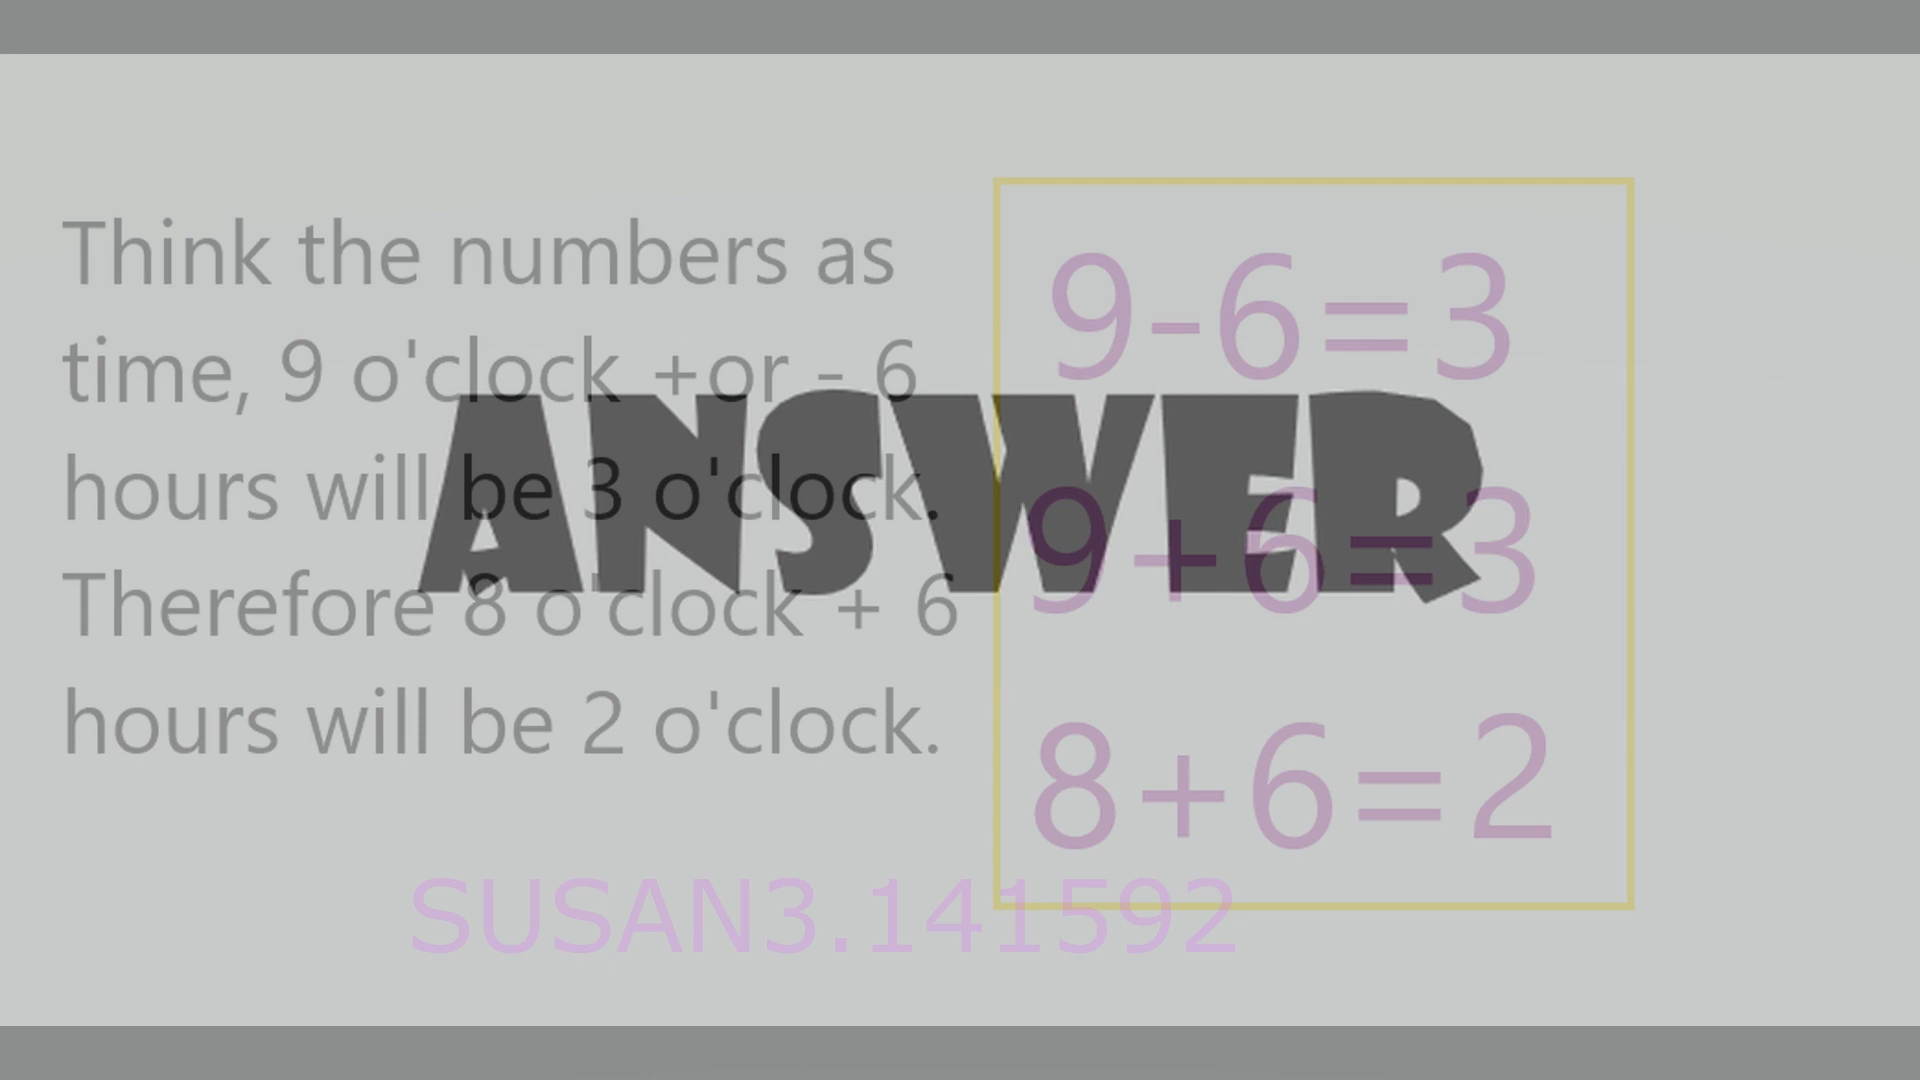 Think the numbers as
time, 9 o'clock +or - 6
hours will be 3 o'clock.
Therefore 8 o'clock + 6
hours will be 2 o'clock.
ANSWER
9-6=3
9+6=3
8+6=2
SUSAN3.141592